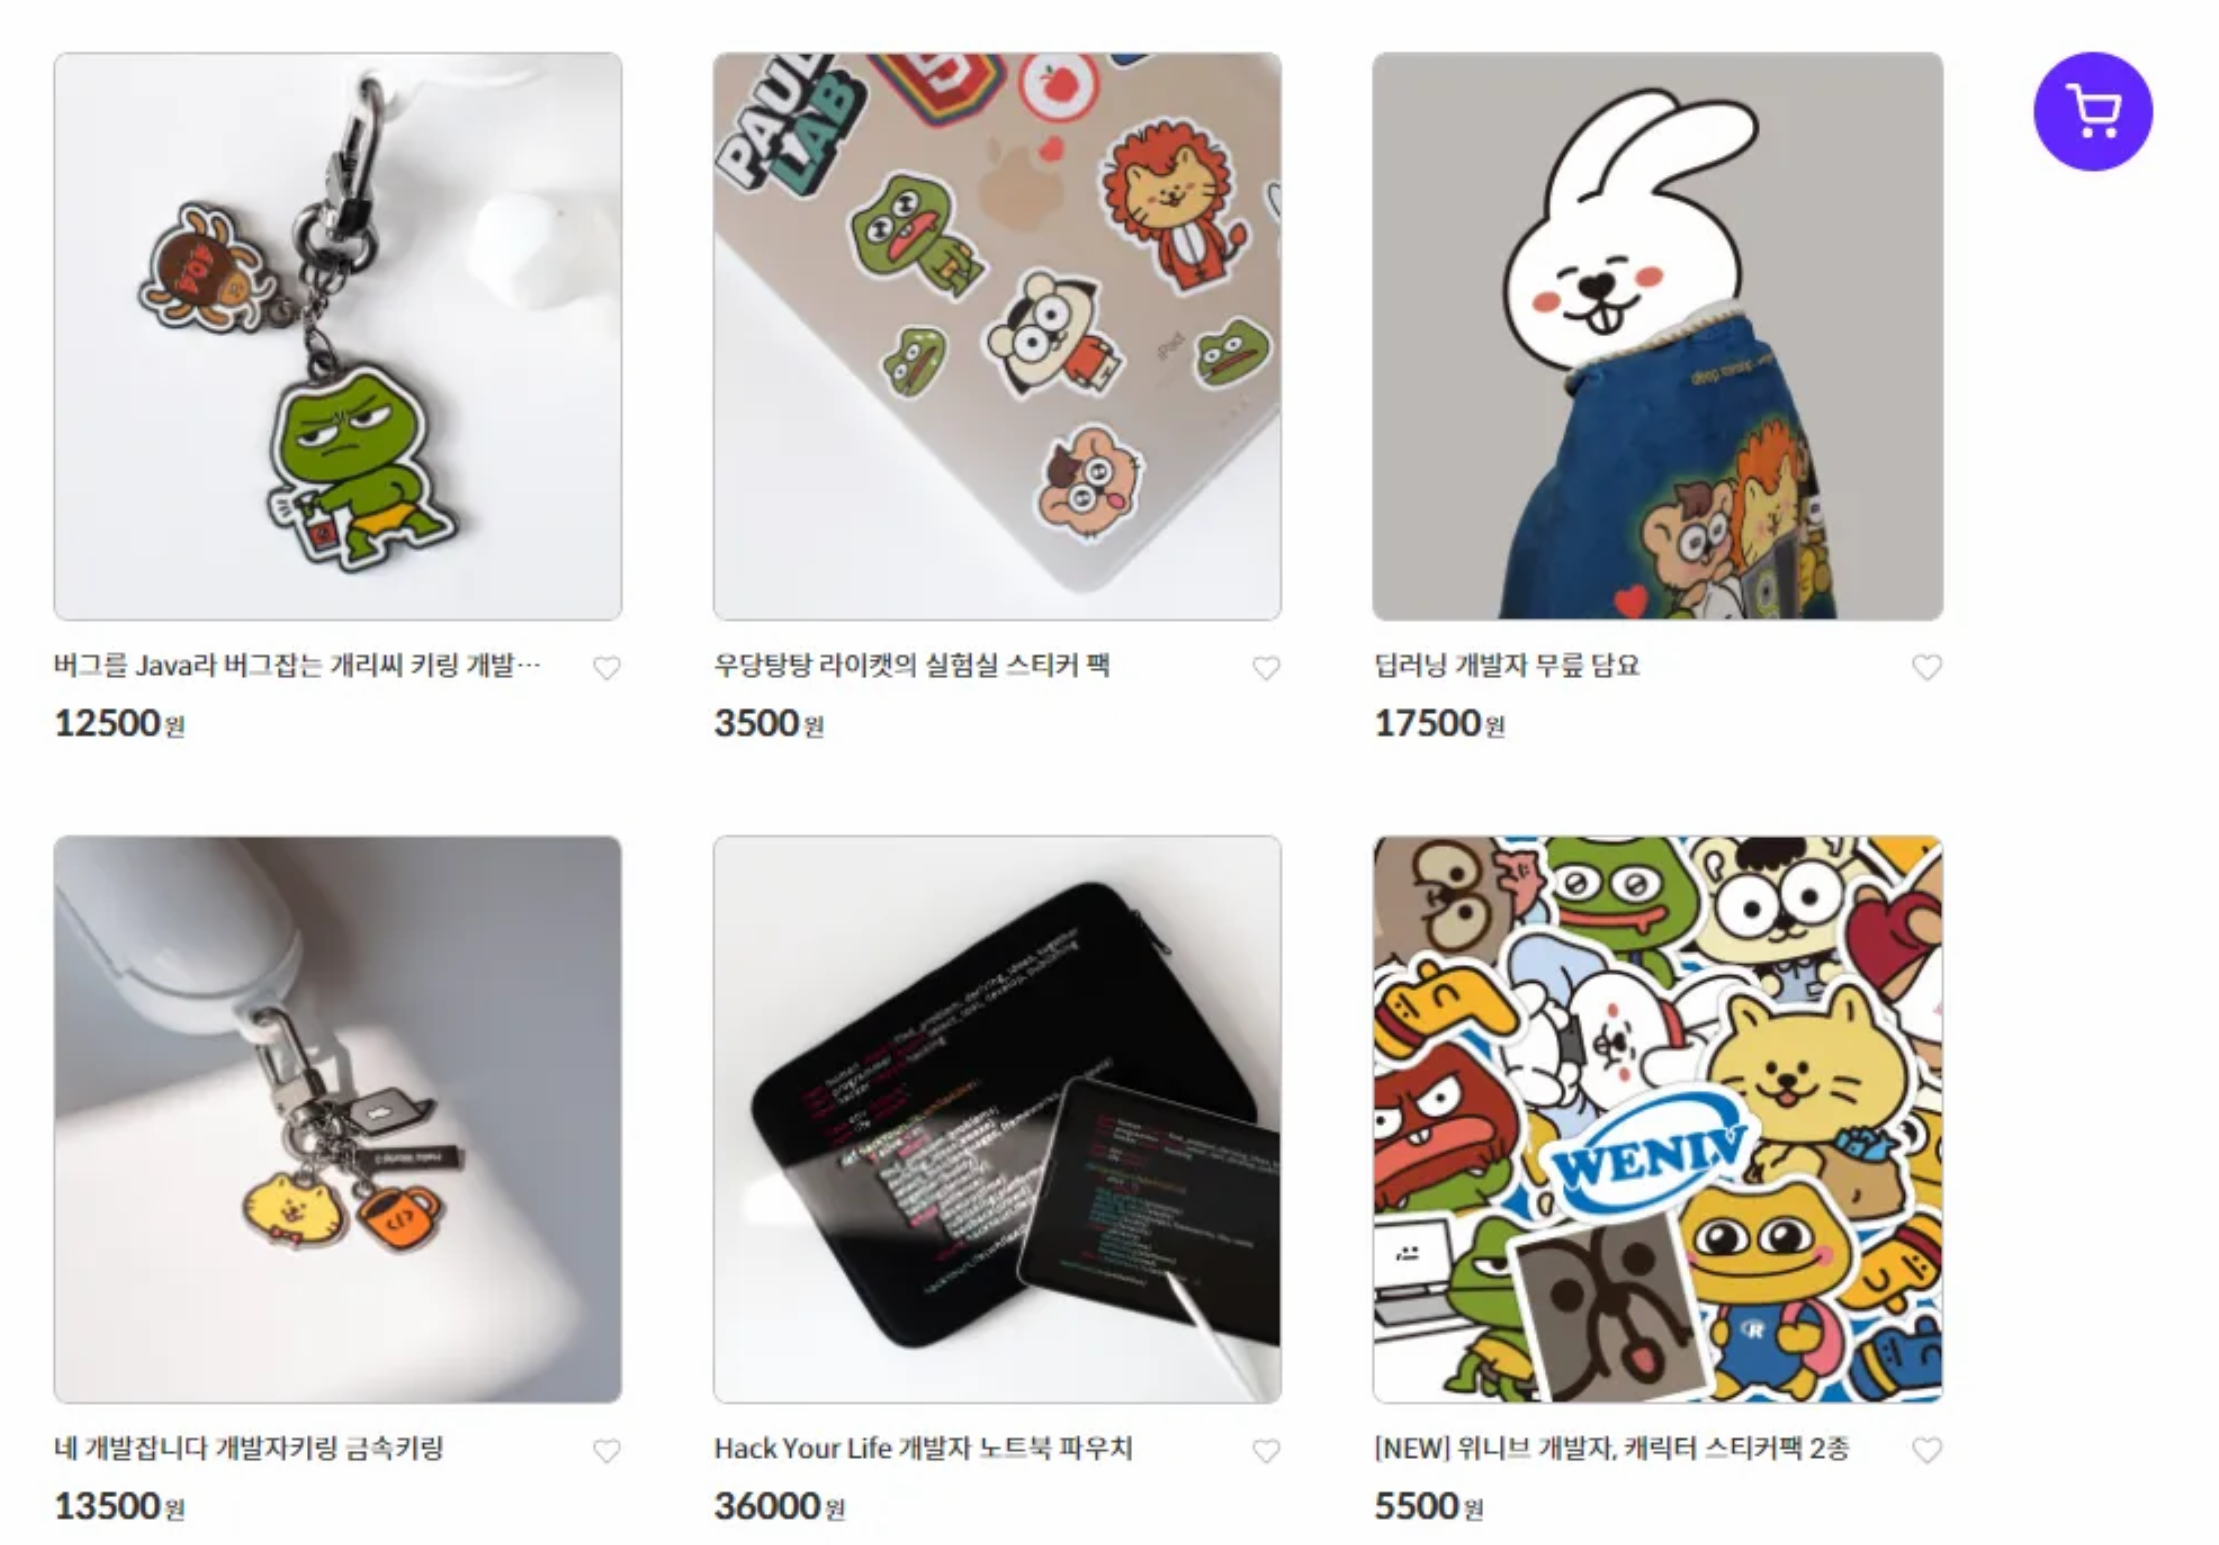 PAUL LAB
404
iPad
버그를 Java라 버그잡는 개리씨 키링 개발…
12500원
우당탕탕 라이캣의 실험실 스티커 팩
3500원
딥러닝 개발자 무릎 담요
17500원
WENIV
R
네 개발잡니다 개발자키링 금속키링
13500원
Hack Your Life 개발자 노트북 파우치
36000원
[NEW] 위니브 개발자, 캐릭터 스티커팩 2종
5500원